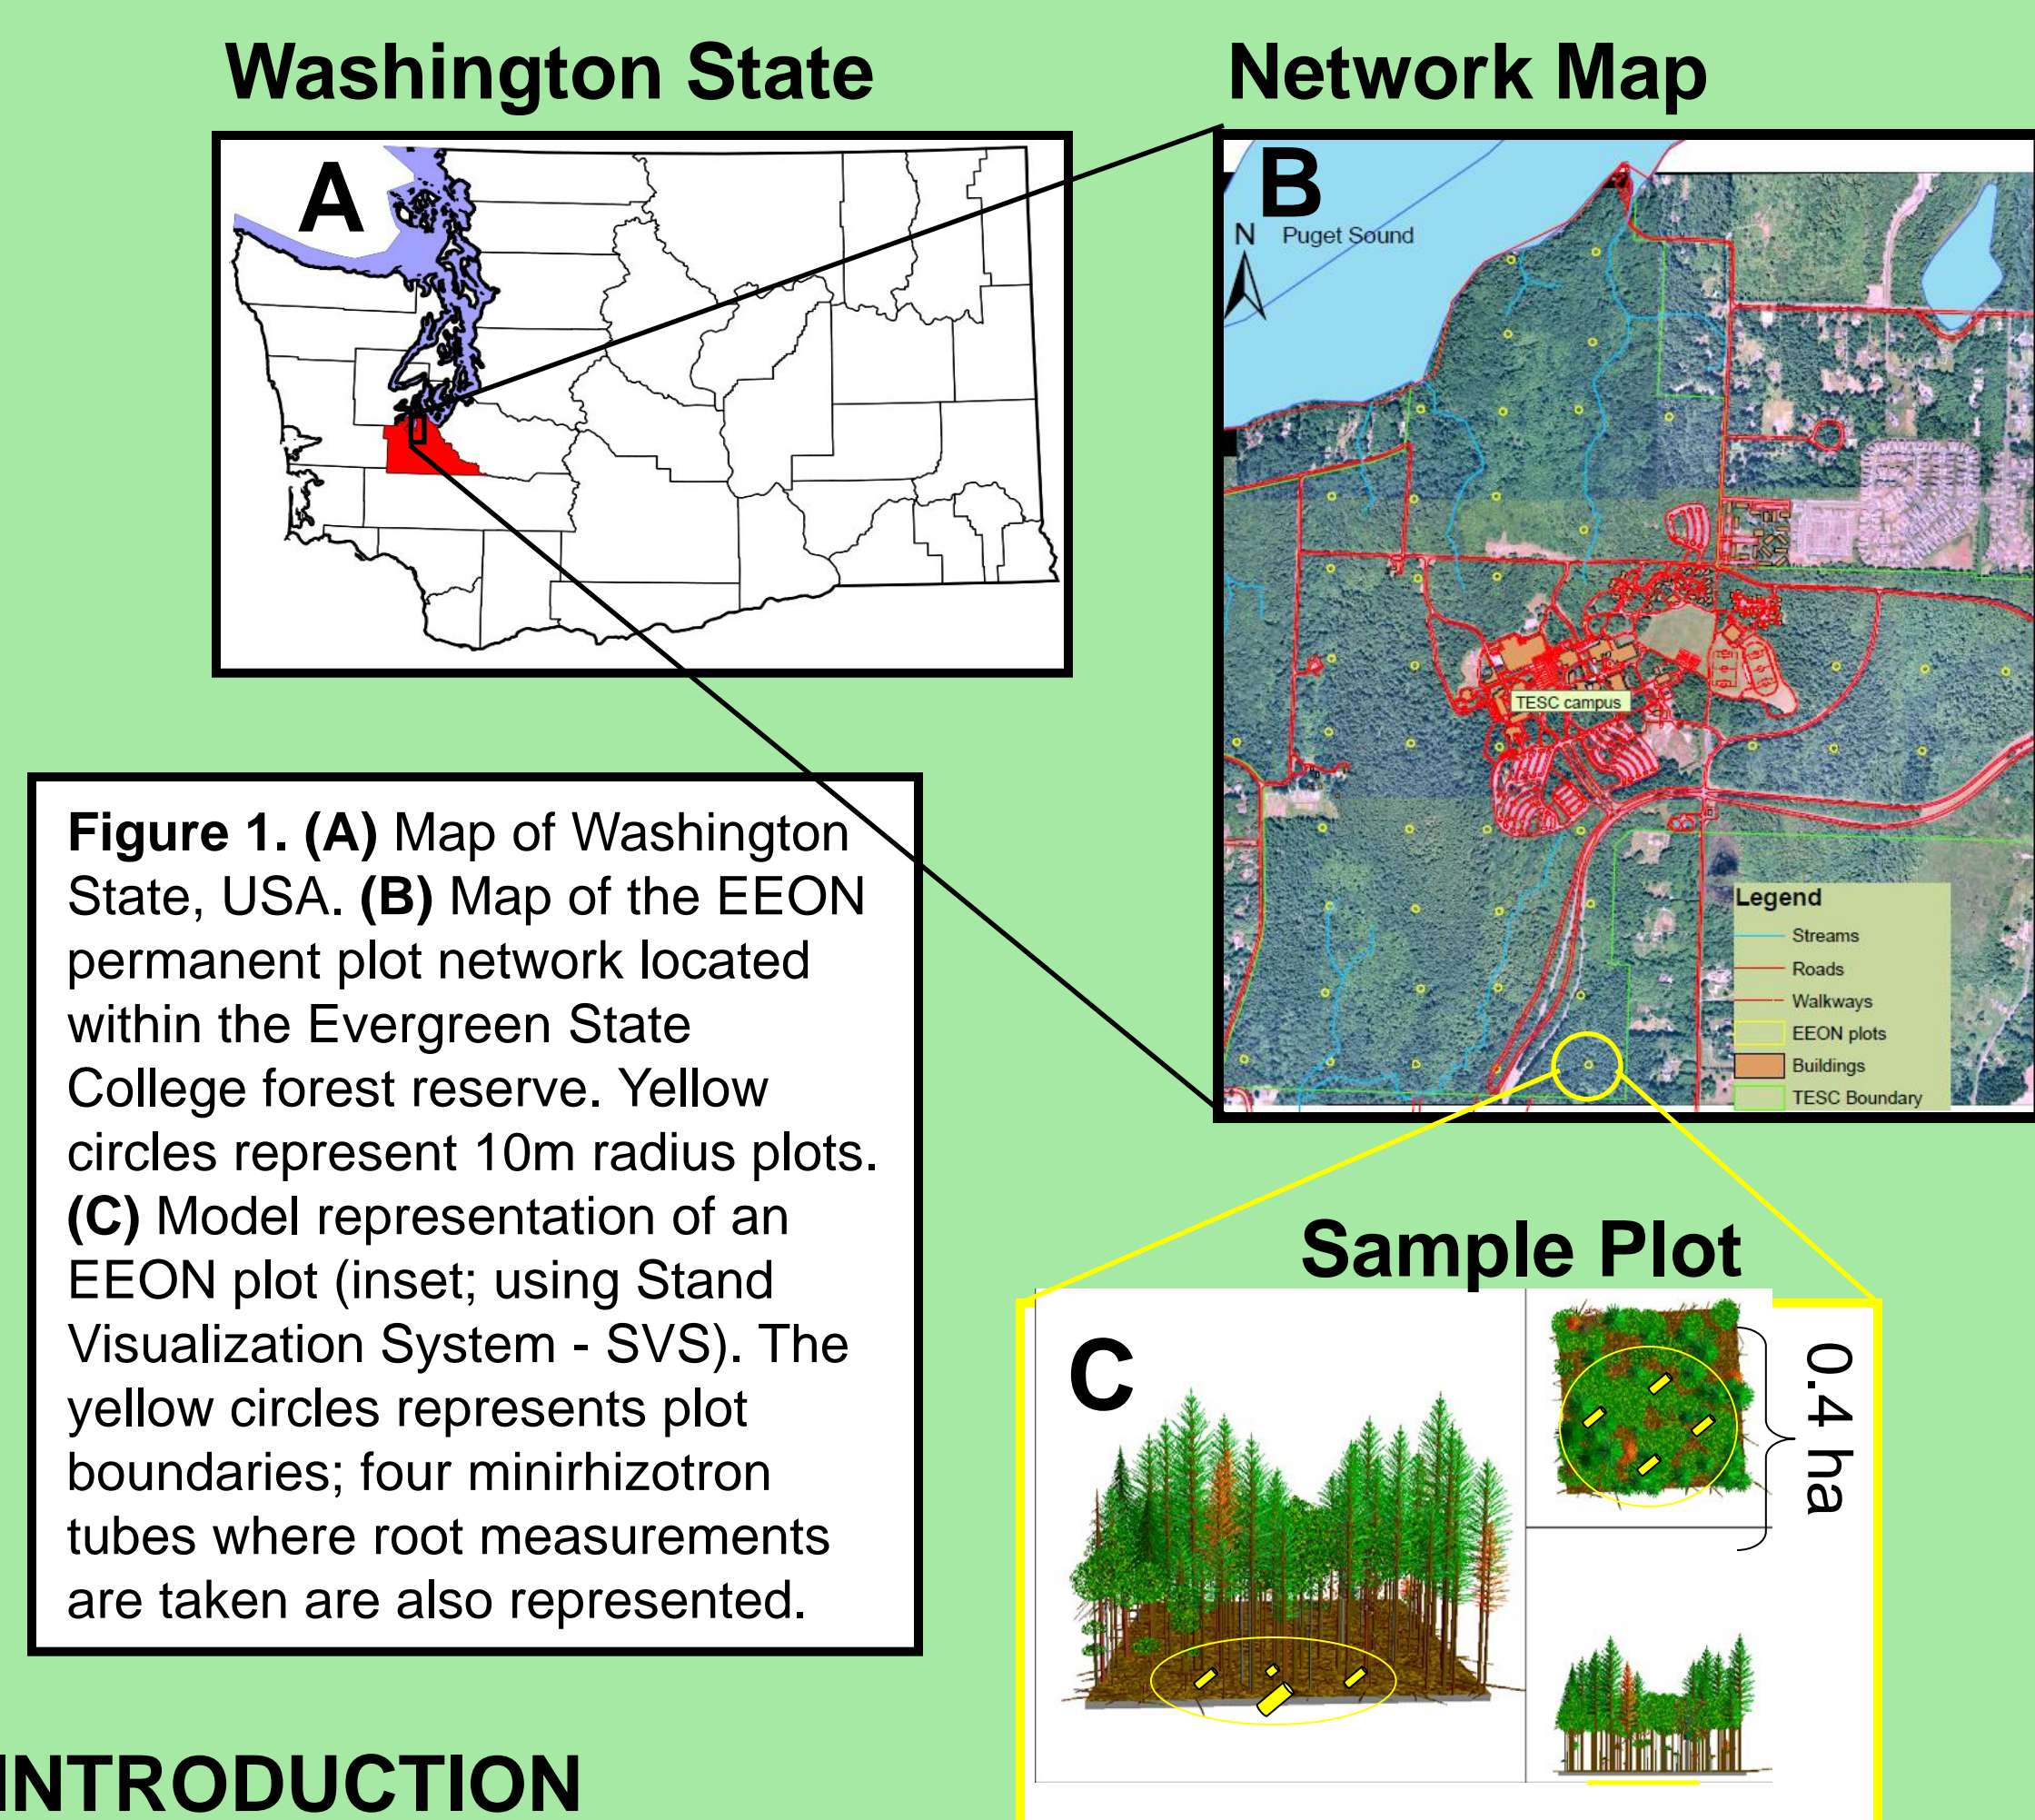 Washington State
Network Map
A
B
N
Puget Sound
TESC campus
Legend
Streams
Roads
Walkways
EEON plots
Buildings
TESC Boundary
Figure 1. (A) Map of Washington
State, USA. (B) Map of the EEON
permanent plot network located
within the Evergreen State
College forest reserve. Yellow
circles represent 10m radius plots.
(C) Model representation of an
EEON plot (inset; using Stand
Visualization System - SVS). The
yellow circles represents plot
boundaries; four minirhizotron
tubes where root measurements
are taken are also represented.
Sample Plot
C
0.4 ha
INTRODUCTION